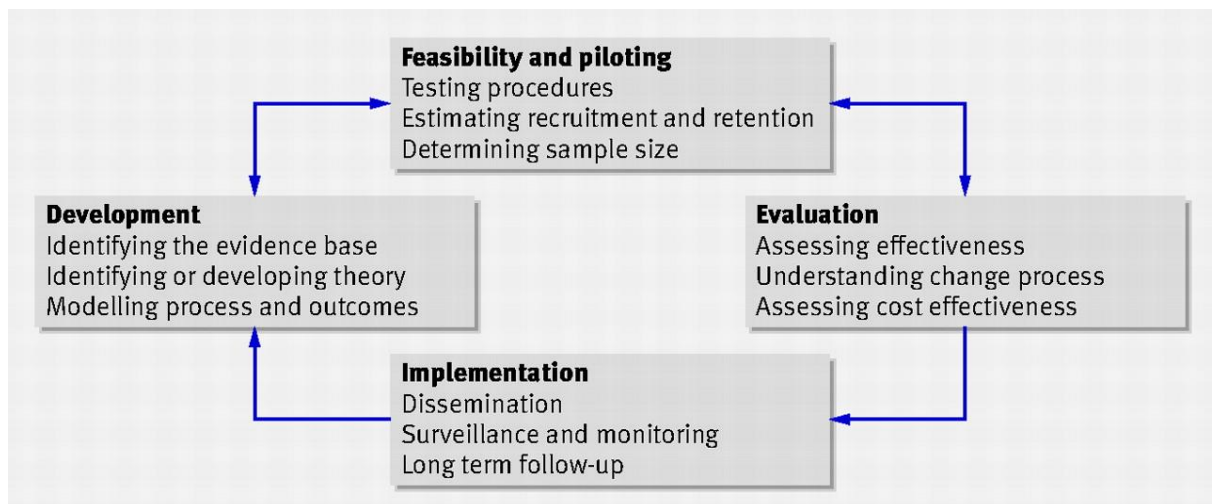 Feasibility and piloting
Testing procedures
Estimating recruitment and retention
Determining sample size
Development
Identifying the evidence base
Identifying or developing theory
Modelling process and outcomes
Evaluation
Assessing effectiveness
Understanding change process
Assessing cost effectiveness
Implementation
Dissemination
Surveillance and monitoring
Long term follow-up